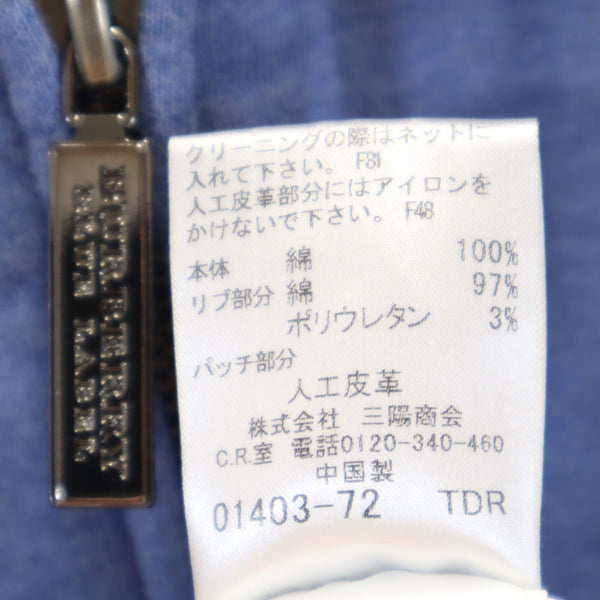 BURBERRY
BLUE LABEL
クリーニングの際はネットに
入れて下さい。 F81
人工皮革部分にはアイロンを
かけないで下さい。 F48
本体 綿 100%
リブ部分 綿 97%
ポリウレタン 3%
パッチ部分
人工皮革
株式会社 三陽商会
C.R.室 電話0120-340-460
中国製
01403-72 TDR